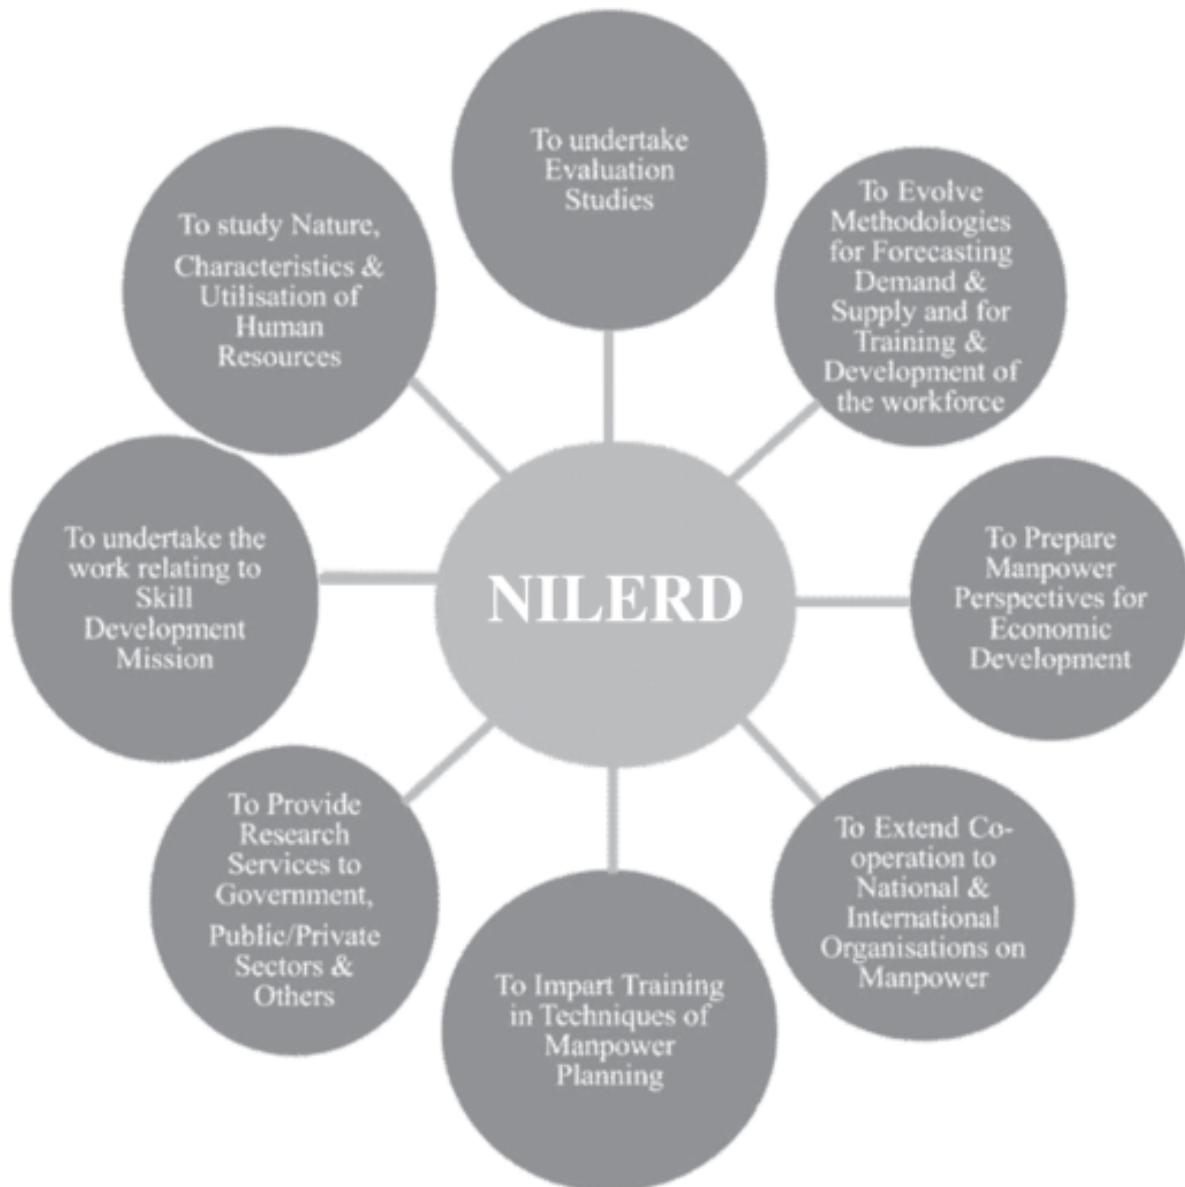 To undertake
Evaluation
Studies
To Evolve
Methodologies
for Forecasting
Demand &
Supply and for
Training &
Development of
the workforce
To Prepare
Manpower
Perspectives for
Economic
Development
To Extend Co-
operation to
National &
International
Organisations on
Manpower
To Impart Training
in Techniques of
Manpower
Planning
To Provide
Research
Services to
Government,
Public/Private
Sectors &
Others
To undertake the
work relating to
Skill
Development
Mission
To study Nature,
Characteristics &
Utilisation of
Human
Resources
NILERD